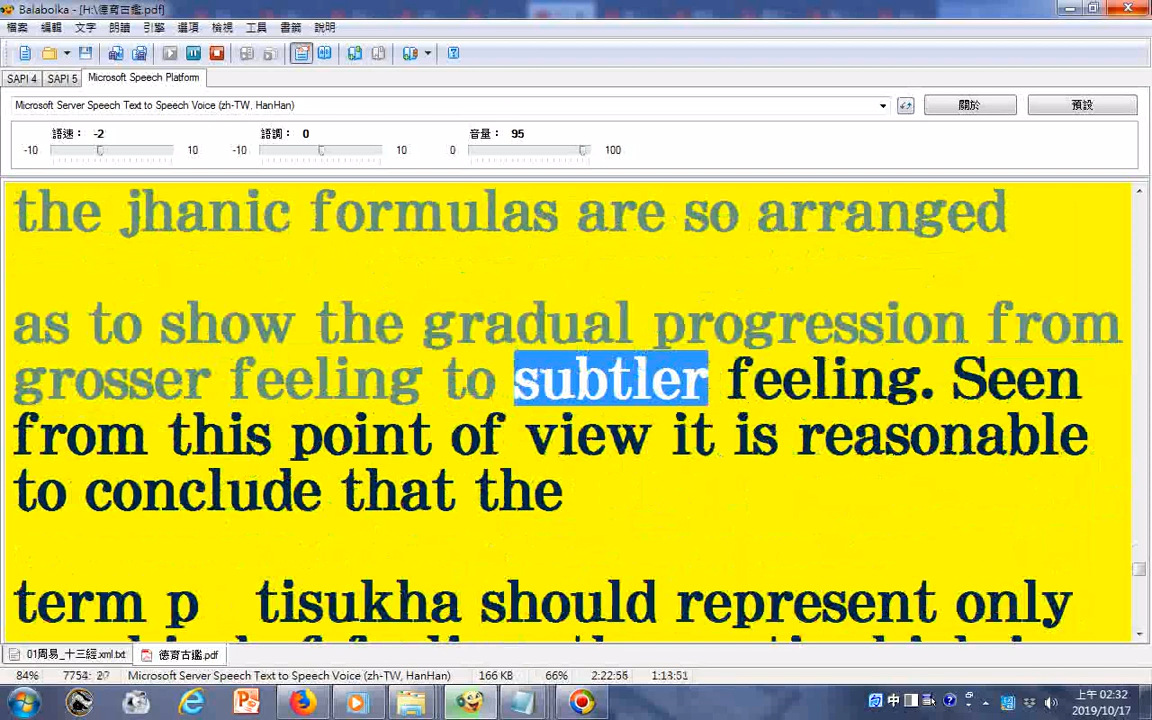 Balabolka - [H:\德育古鑑.pdf]
檔案 編輯 文字 朗讀 引擎 選項 檢視 工具 書籤 說明
SAPI 4 SAPI 5 Microsoft Speech Platform
Microsoft Server Speech Text to Speech Voice (zh-TW, HanHan) 關於 預設
語速： -2 語調： 0 音量： 95
-10 10 -10 10 0 100
the jhanic formulas are so arranged
as to show the gradual progression from
grosser feeling to subtler feeling. Seen
from this point of view it is reasonable
to conclude that the
term p tisukha should represent only
01周易_十三經.xml.txt 德育古鑑.pdf
84% 7754: 27 Microsoft Server Speech Text to Speech Voice (zh-TW, HanHan) 166 KB 66% 2:22:56 1:13:51
中 上午 02:32
2019/10/17